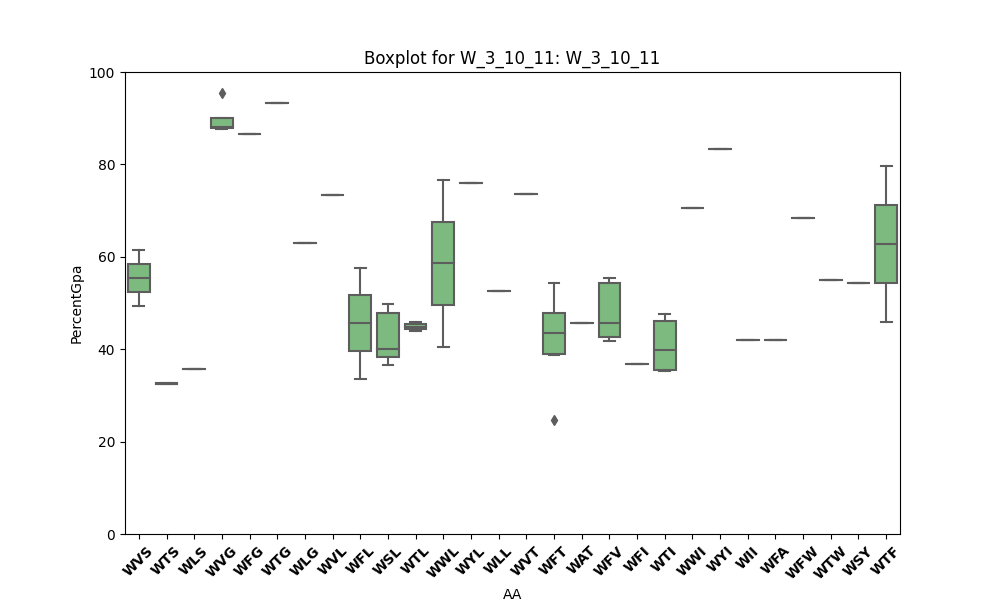 Boxplot for W_3_10_11: W_3_10_11
100
80
60
40
20
0
PercentGpa
WVS WTS WLS WVG WFG WTG WLG WVL WFL WSL WTL WWL WYL WLL WVT WFT WAT WFV WFI WTI WWI WYI WII WFA WFW WTW WSY WTF
AA